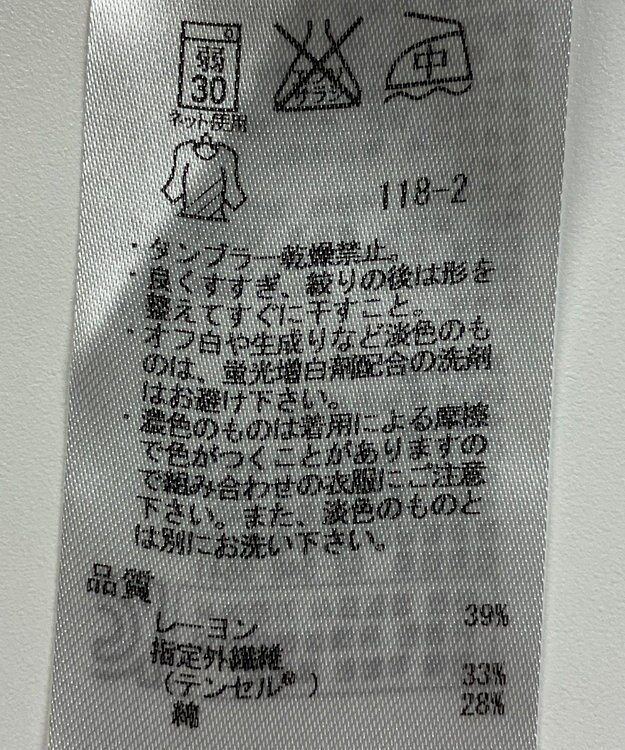 弱
30
ネット使用
エンソ
サラシ
中
118-2
・タンブラー乾燥禁止。
・良くすすぎ、絞りの後は形を
整えてすぐに干すこと。
・オフ白や生成りなど淡色のも
のは、蛍光増白剤配合の洗剤
はお避け下さい。
・濃色のものは着用による摩擦
で色がつくことがありますの
で組み合わせの衣服にご注意
下さい。また、淡色のものと
は別にお洗い下さい。
品質
レーヨン 39%
指定外繊維
(テンセル®) 33%
綿 28%